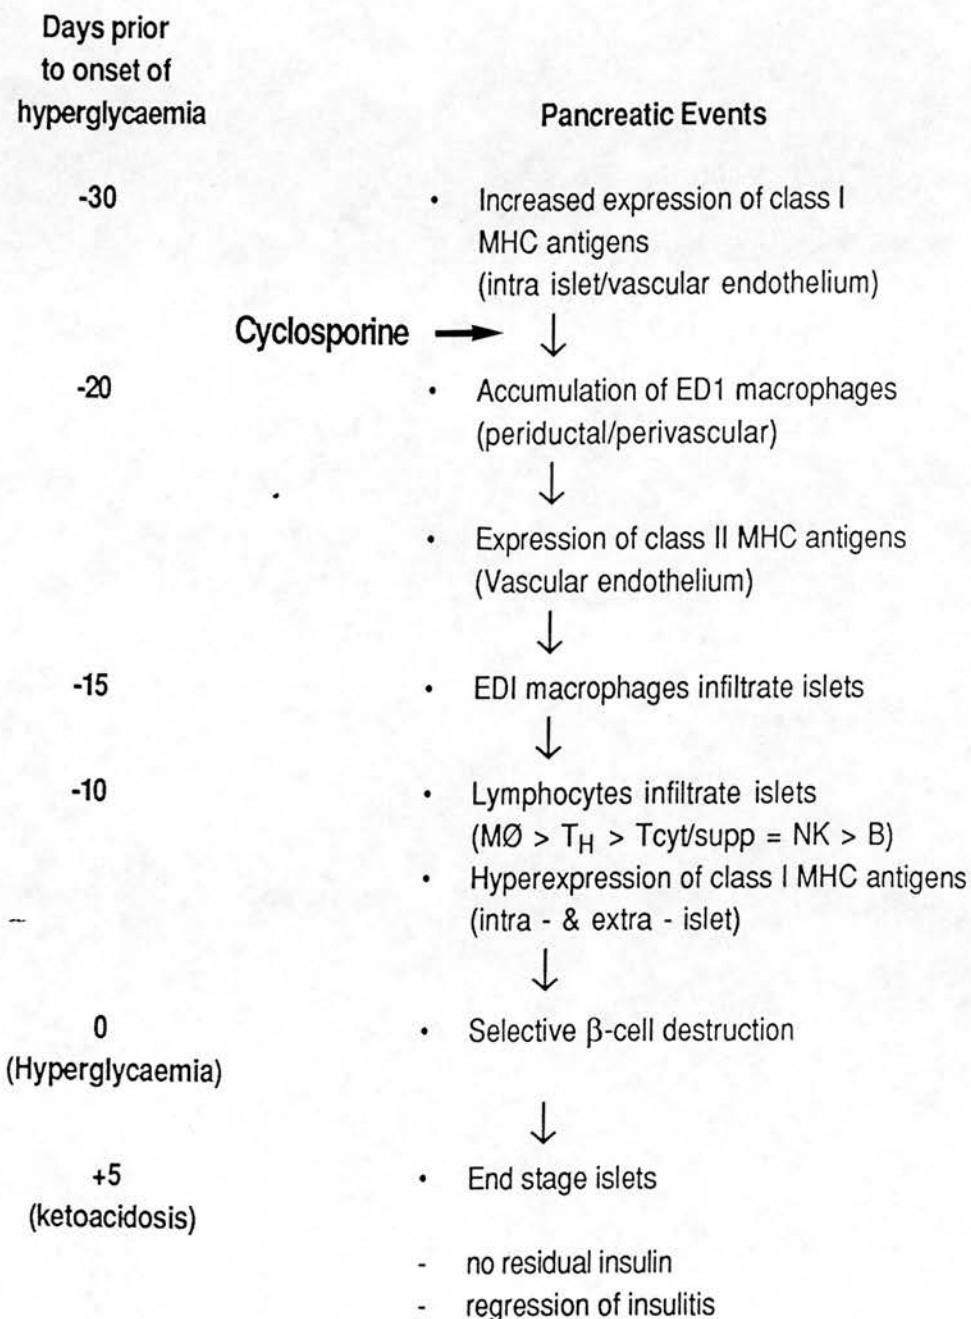 Days prior
to onset of
hyperglycaemia
Pancreatic Events
-30
• Increased expression of class I
MHC antigens
(intra islet/vascular endothelium)
Cyclosporine → ↓
-20
• Accumulation of ED1 macrophages
(periductal/perivascular)
↓
• Expression of class II MHC antigens
(Vascular endothelium)
↓
-15
• EDI macrophages infiltrate islets
↓
-10
• Lymphocytes infiltrate islets
(MØ > TH > Tcyt/supp = NK > B)
• Hyperexpression of class I MHC antigens
(intra - & extra - islet)
↓
0
(Hyperglycaemia)
• Selective β-cell destruction
↓
+5
(ketoacidosis)
• End stage islets
- no residual insulin
- regression of insulitis